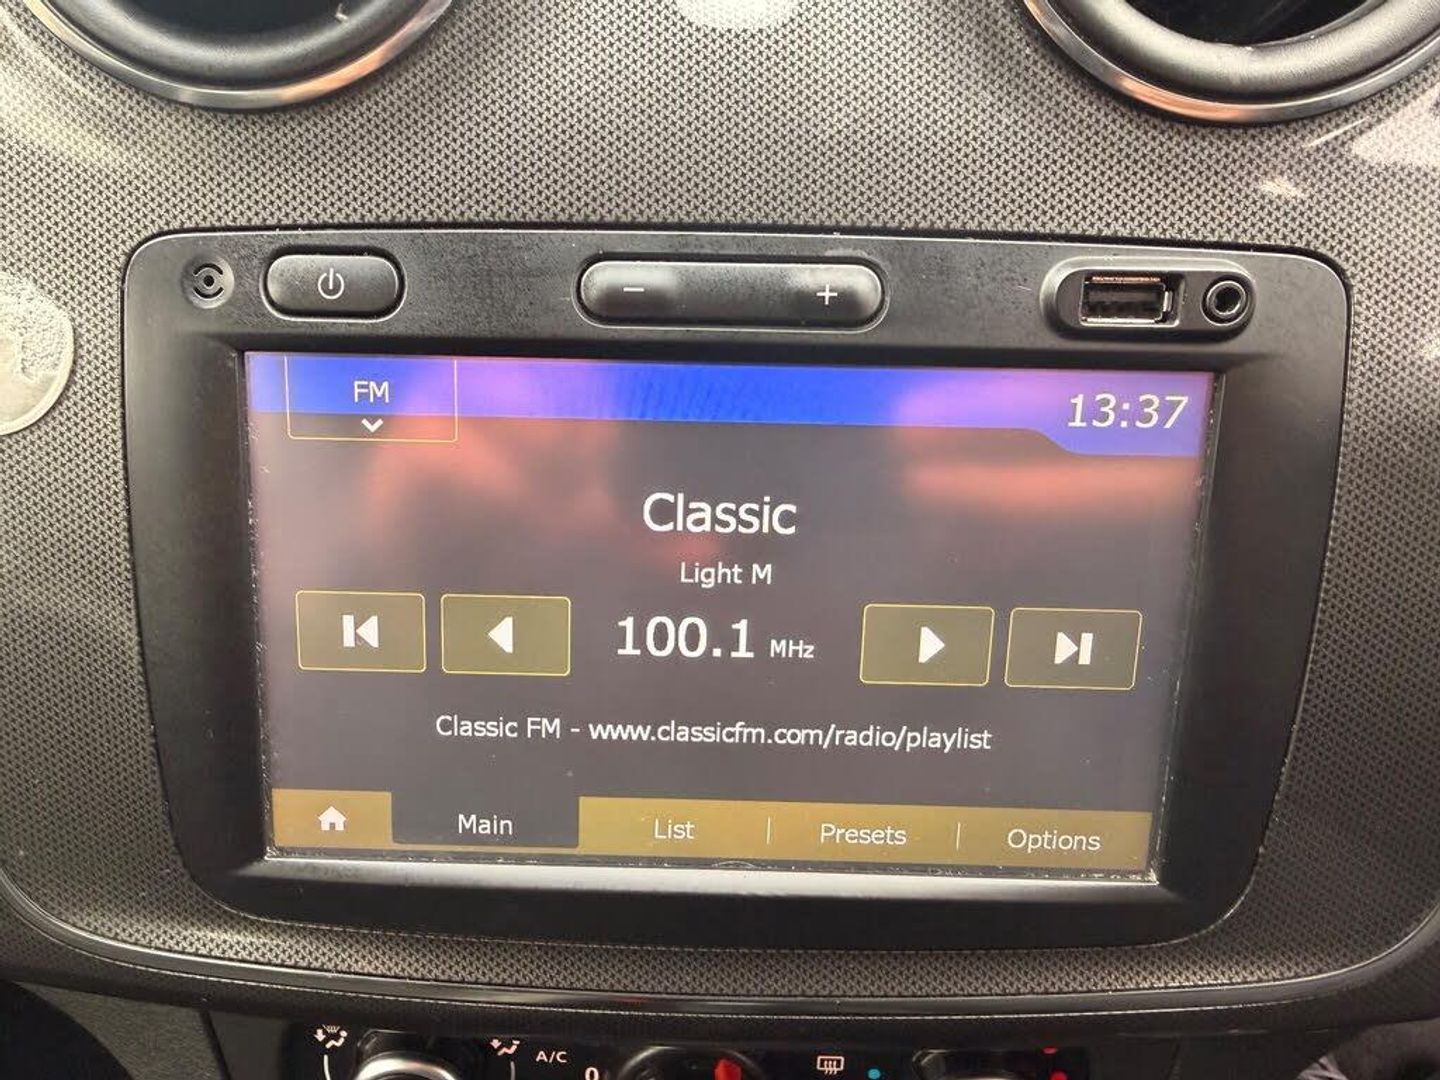 FM
13:37
Classic
Light M
100.1 MHz
Classic FM - www.classicfm.com/radio/playlist
Main List Presets Options
A/C
0